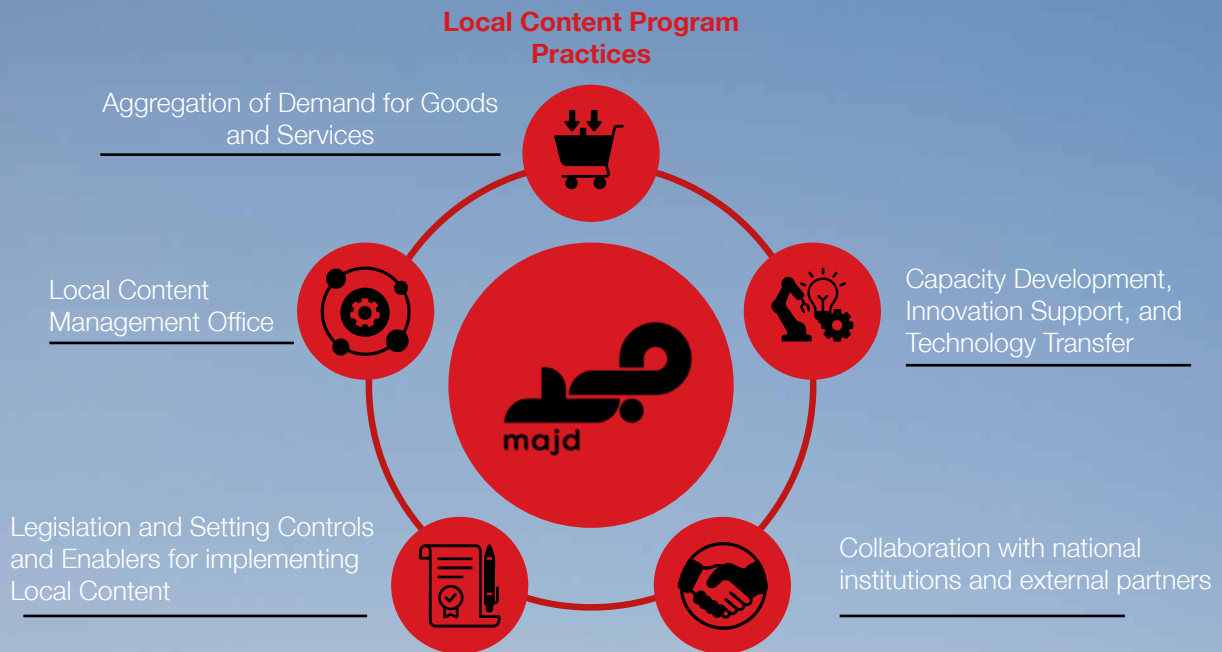 Local Content Program
Practices
Aggregation of Demand for Goods
and Services
Local Content
Management Office
Capacity Development,
Innovation Support, and
Technology Transfer
مجد
majd
Legislation and Setting Controls
and Enablers for implementing
Local Content
Collaboration with national
institutions and external partners